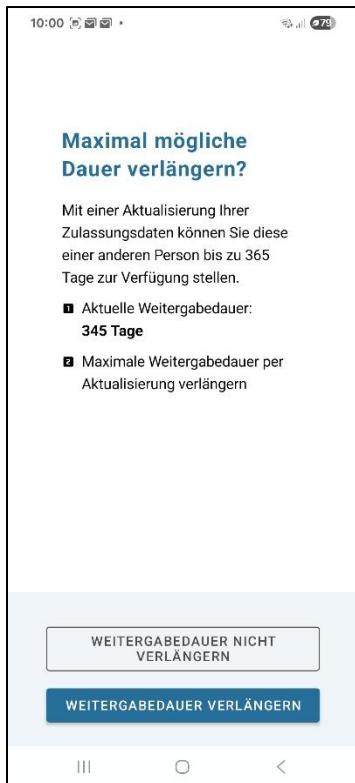 10:00
79
Maximal mögliche
Dauer verlängern?
Mit einer Aktualisierung Ihrer
Zulassungsdaten können Sie diese
einer anderen Person bis zu 365
Tage zur Verfügung stellen.
1 Aktuelle Weitergabedauer:
345 Tage
2 Maximale Weitergabedauer per
Aktualisierung verlängern
WEITERGABEDAUER NICHT
VERLÄNGERN
WEITERGABEDAUER VERLÄNGERN